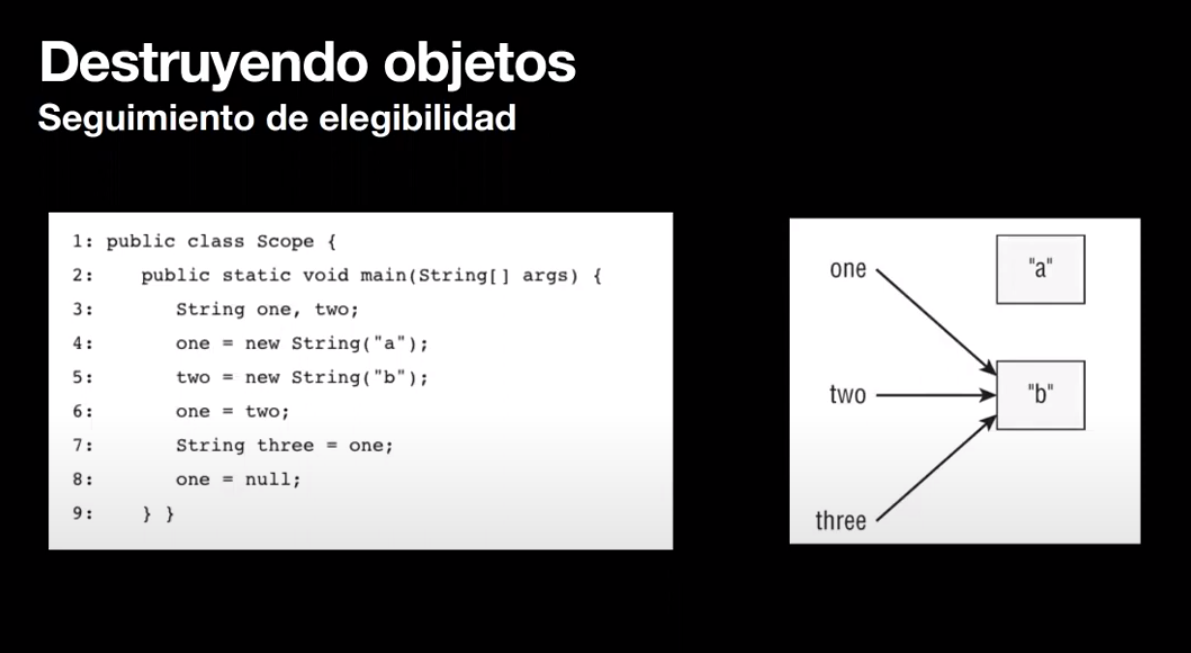 Destruyendo objetos
Seguimiento de elegibilidad
1: public class Scope {
2:    public static void main(String[] args) {
3:       String one, two;
4:       one = new String("a");
5:       two = new String("b");
6:       one = two;
7:       String three = one;
8:       one = null;
9:    } }
one
"a"
two
"b"
three